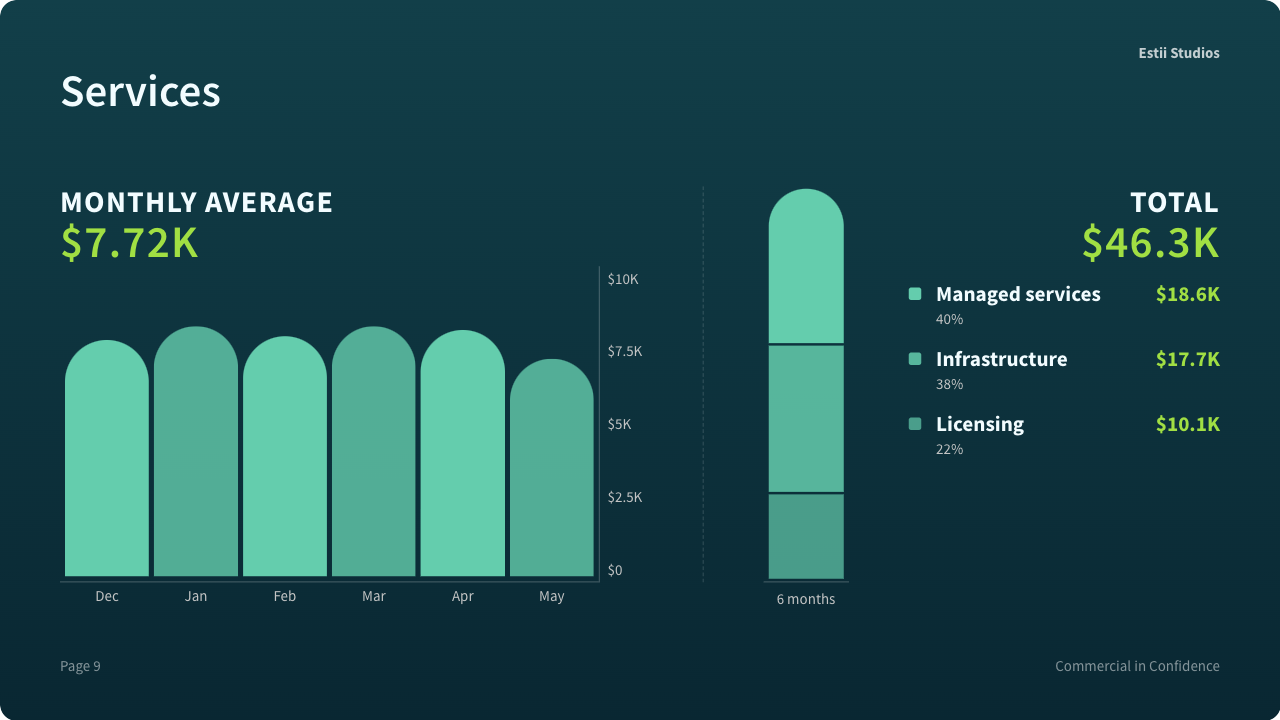 Estii Studios
Services
MONTHLY AVERAGE
$7.72K
$10K
$7.5K
$5K
$2.5K
$0
Dec Jan Feb Mar Apr May
6 months
TOTAL
$46.3K
Managed services $18.6K
40%
Infrastructure $17.7K
38%
Licensing $10.1K
22%
Page 9
Commercial in Confidence